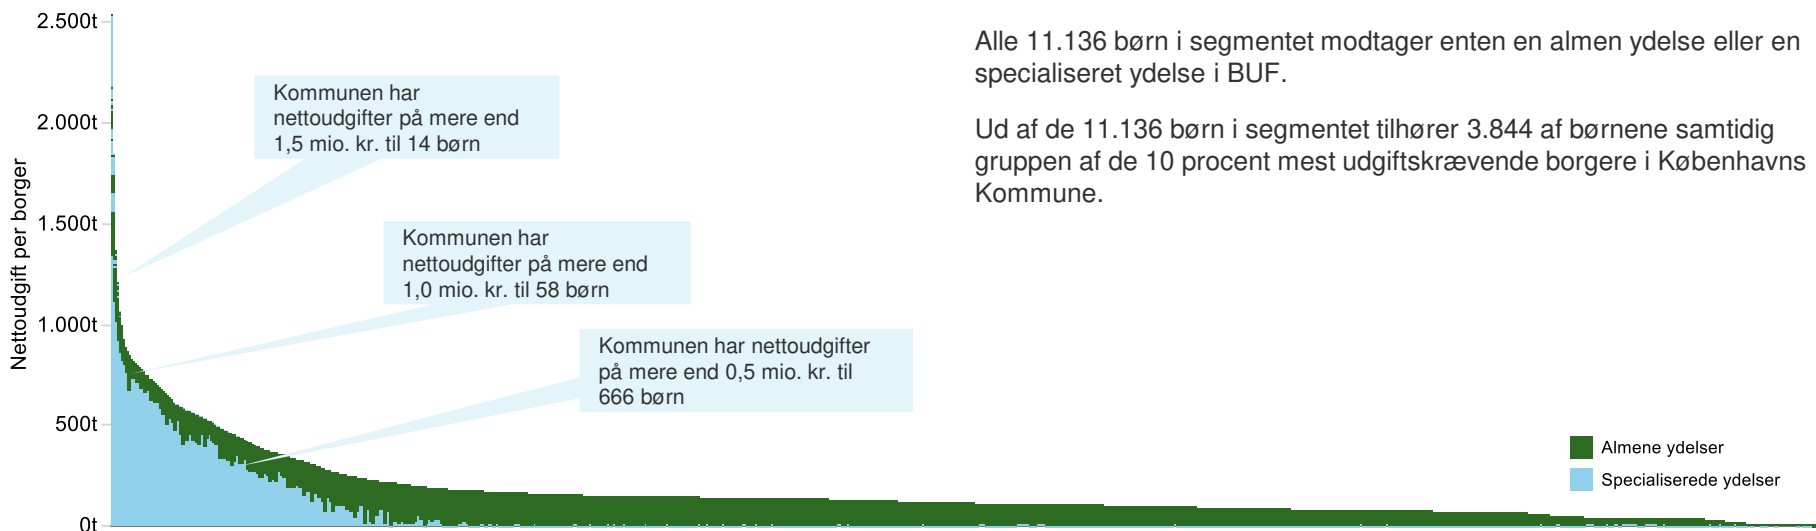 Nettoudgift per borger
2.500t
2.000t
1.500t
1.000t
500t
0t
Kommunen har
nettoudgifter på mere end
1,5 mio. kr. til 14 børn
Kommunen har
nettoudgifter på mere end
1,0 mio. kr. til 58 børn
Kommunen har nettoudgifter
på mere end 0,5 mio. kr. til
666 børn
Alle 11.136 børn i segmentet modtager enten en almen ydelse eller en
specialiseret ydelse i BUF.
Ud af de 11.136 børn i segmentet tilhører 3.844 af børnene samtidig
gruppen af de 10 procent mest udgiftskrævende borgere i Københavns
Kommune.
Almene ydelser
Specialiserede ydelser